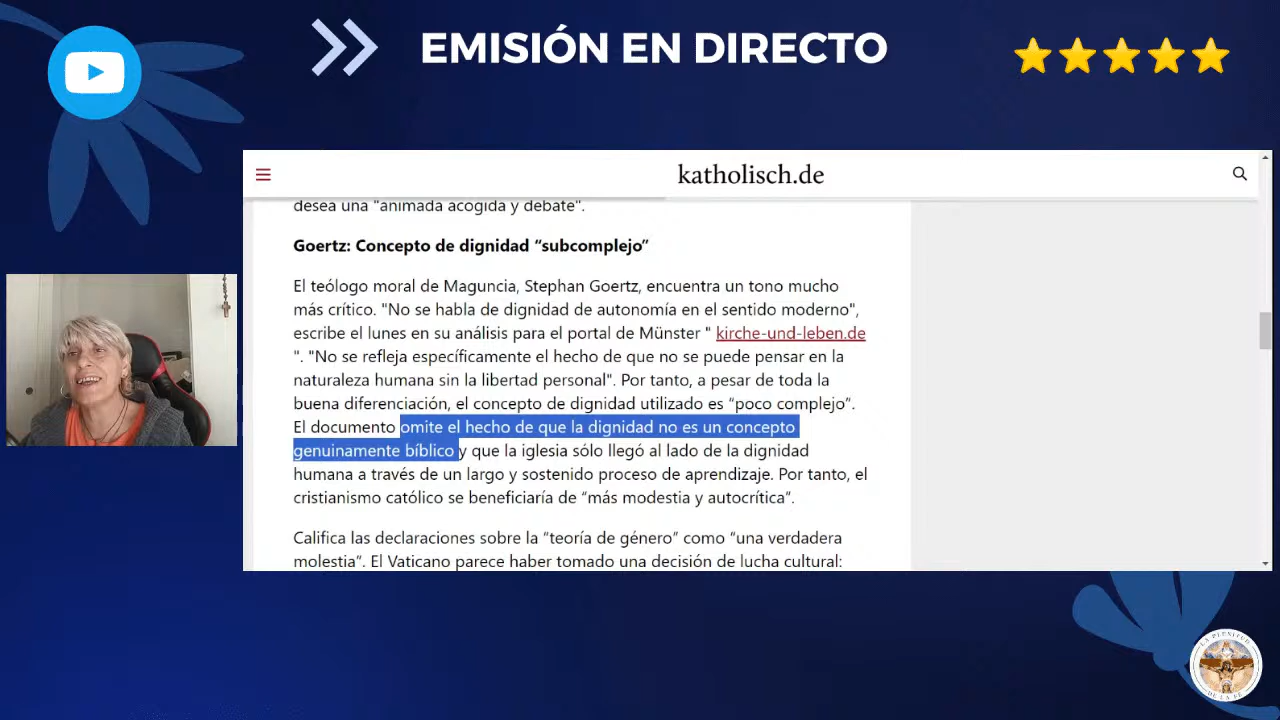 EMISIÓN EN DIRECTO
katholisch.de
desea una "animada acogida y debate".
Goertz: Concepto de dignidad “subcomplejo”
El teólogo moral de Maguncia, Stephan Goertz, encuentra un tono mucho
más crítico. "No se habla de dignidad de autonomía en el sentido moderno",
escribe el lunes en su análisis para el portal de Münster " kirche-und-leben.de
". "No se refleja específicamente el hecho de que no se puede pensar en la
naturaleza humana sin la libertad personal". Por tanto, a pesar de toda la
buena diferenciación, el concepto de dignidad utilizado es “poco complejo”.
El documento omite el hecho de que la dignidad no es un concepto
genuinamente bíblico y que la iglesia sólo llegó al lado de la dignidad
humana a través de un largo y sostenido proceso de aprendizaje. Por tanto, el
cristianismo católico se beneficiaría de “más modestia y autocrítica”.
Califica las declaraciones sobre la “teoría de género” como “una verdadera
molestia”. El Vaticano parece haber tomado una decisión de lucha cultural:
LA PLENITUD
DE LA FE